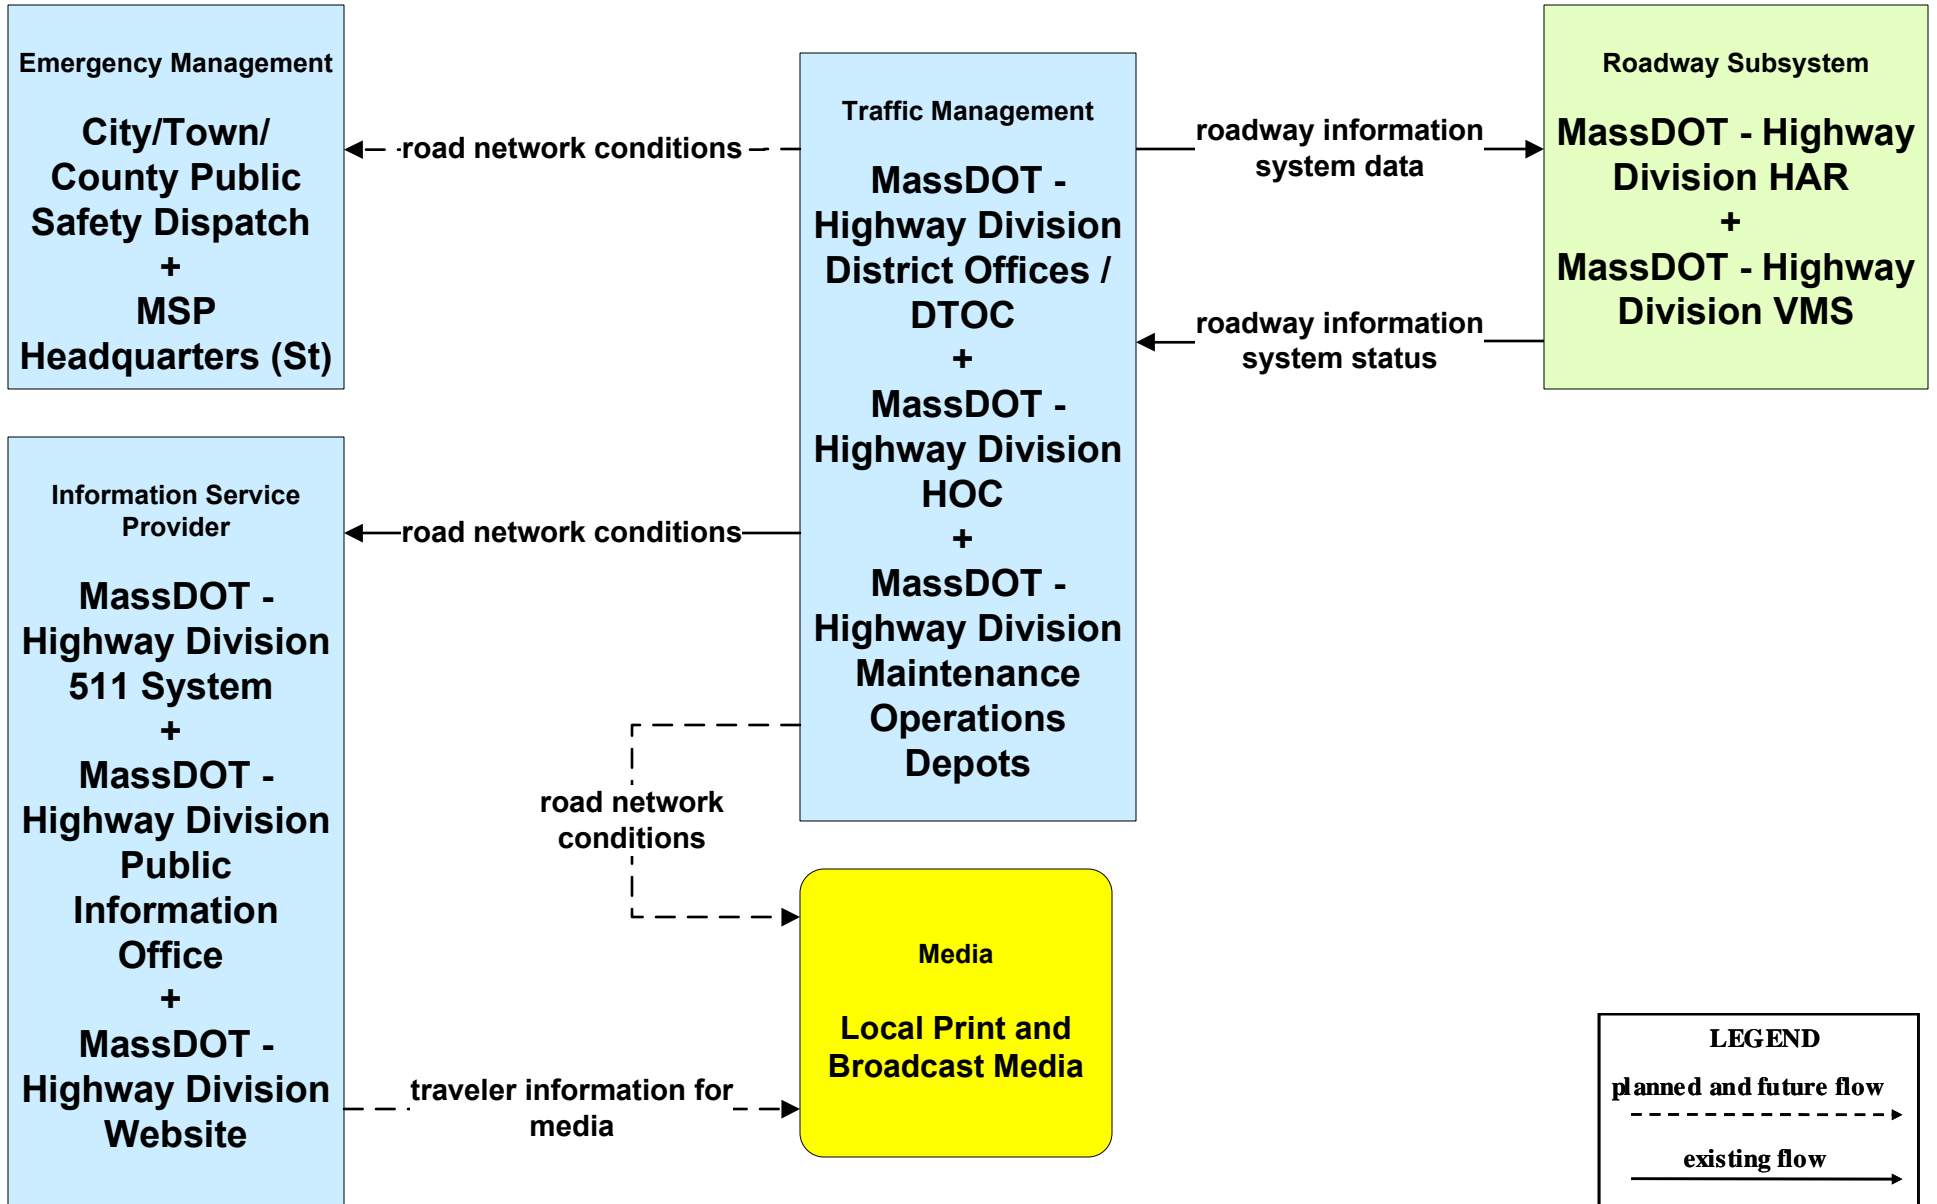 Emergency Management
City/Town/
County Public
Safety Dispatch
+
MSP
Headquarters (St)
road network conditions
Traffic Management
MassDOT -
Highway Division
District Offices /
DTOC
+
MassDOT -
Highway Division
HOC
+
MassDOT -
Highway Division
Maintenance
Operations
Depots
roadway information
system data
roadway information
system status
Roadway Subsystem
MassDOT - Highway
Division HAR
+
MassDOT - Highway
Division VMS
Information Service
Provider
MassDOT -
Highway Division
511 System
+
MassDOT -
Highway Division
Public
Information
Office
+
MassDOT -
Highway Division
Website
road network conditions
road network
conditions
traveler information for
media
Media
Local Print and
Broadcast Media
LEGEND
planned and future flow
existing flow